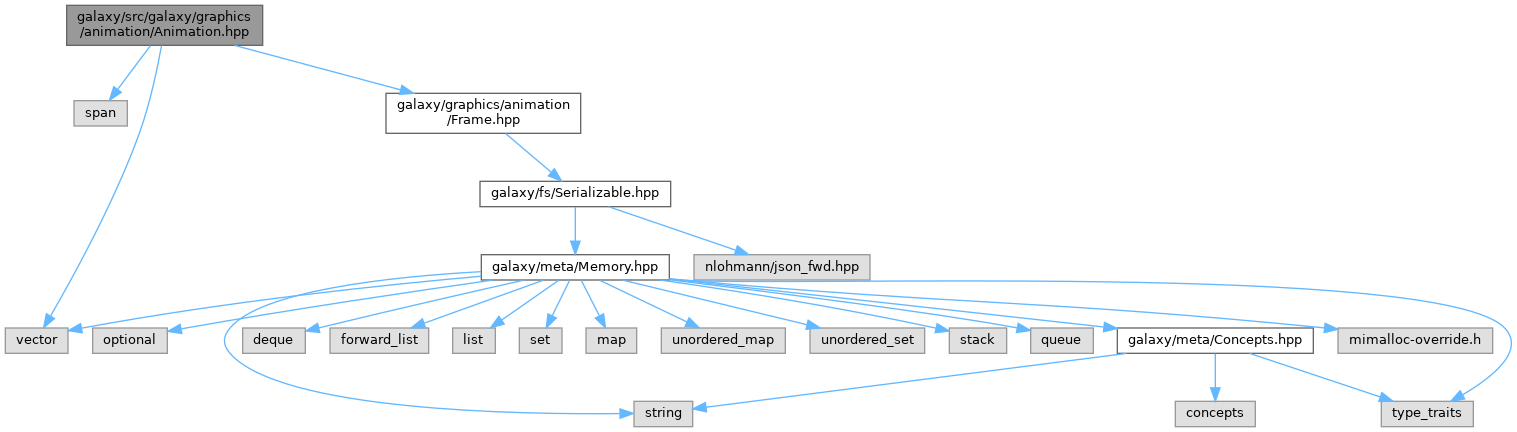 galaxy/src/galaxy/graphics
/animation/Animation.hpp
span
galaxy/graphics/animation
/Frame.hpp
galaxy/fs/Serializable.hpp
galaxy/meta/Memory.hpp
nlohmann/json_fwd.hpp
vector
optional
deque
forward_list
list
set
map
unordered_map
unordered_set
stack
queue
galaxy/meta/Concepts.hpp
mimalloc-override.h
string
concepts
type_traits